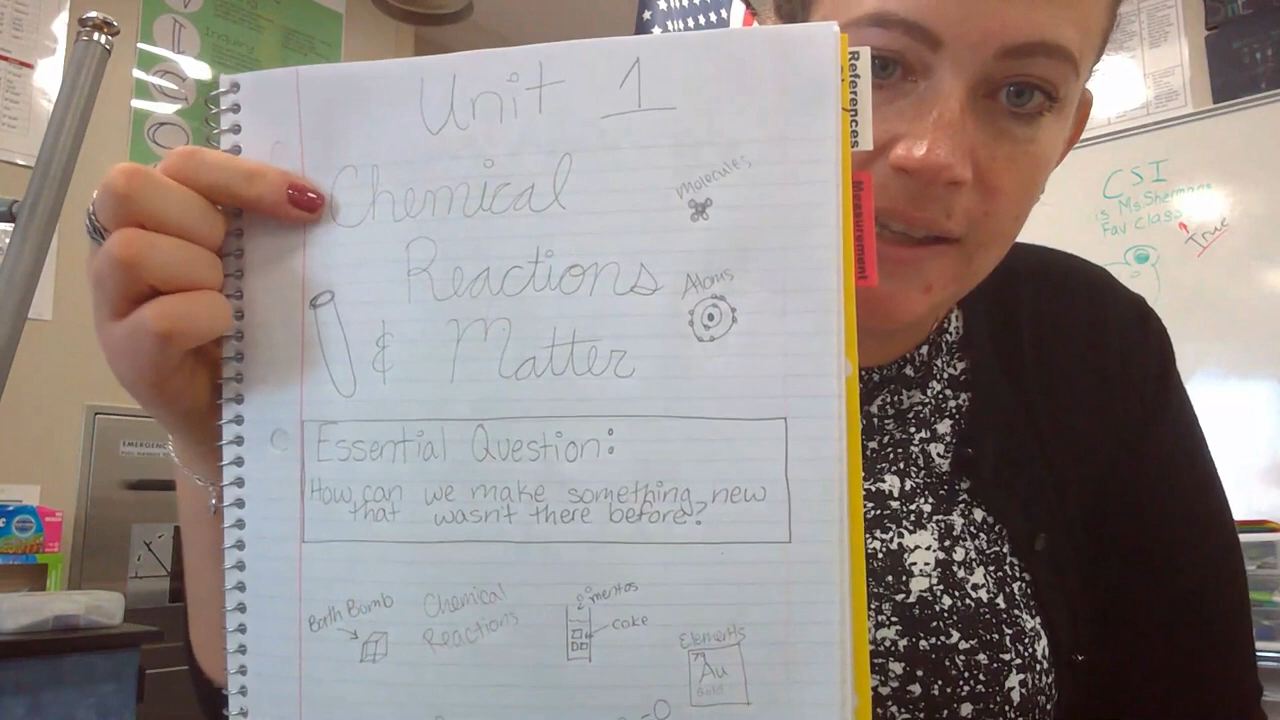 Inquiry
EMERGENCY
Unit 1
Chemical
Reactions
& Matter
Molecules
Atoms
Essential Question:
How can we make something new
that wasn't there before?
Bath Bomb
Chemical
Reactions
mentos
coke
Elements
79
Au
Gold
References
Measurement
CSI
is Ms. Sherman's
Fav Class
True